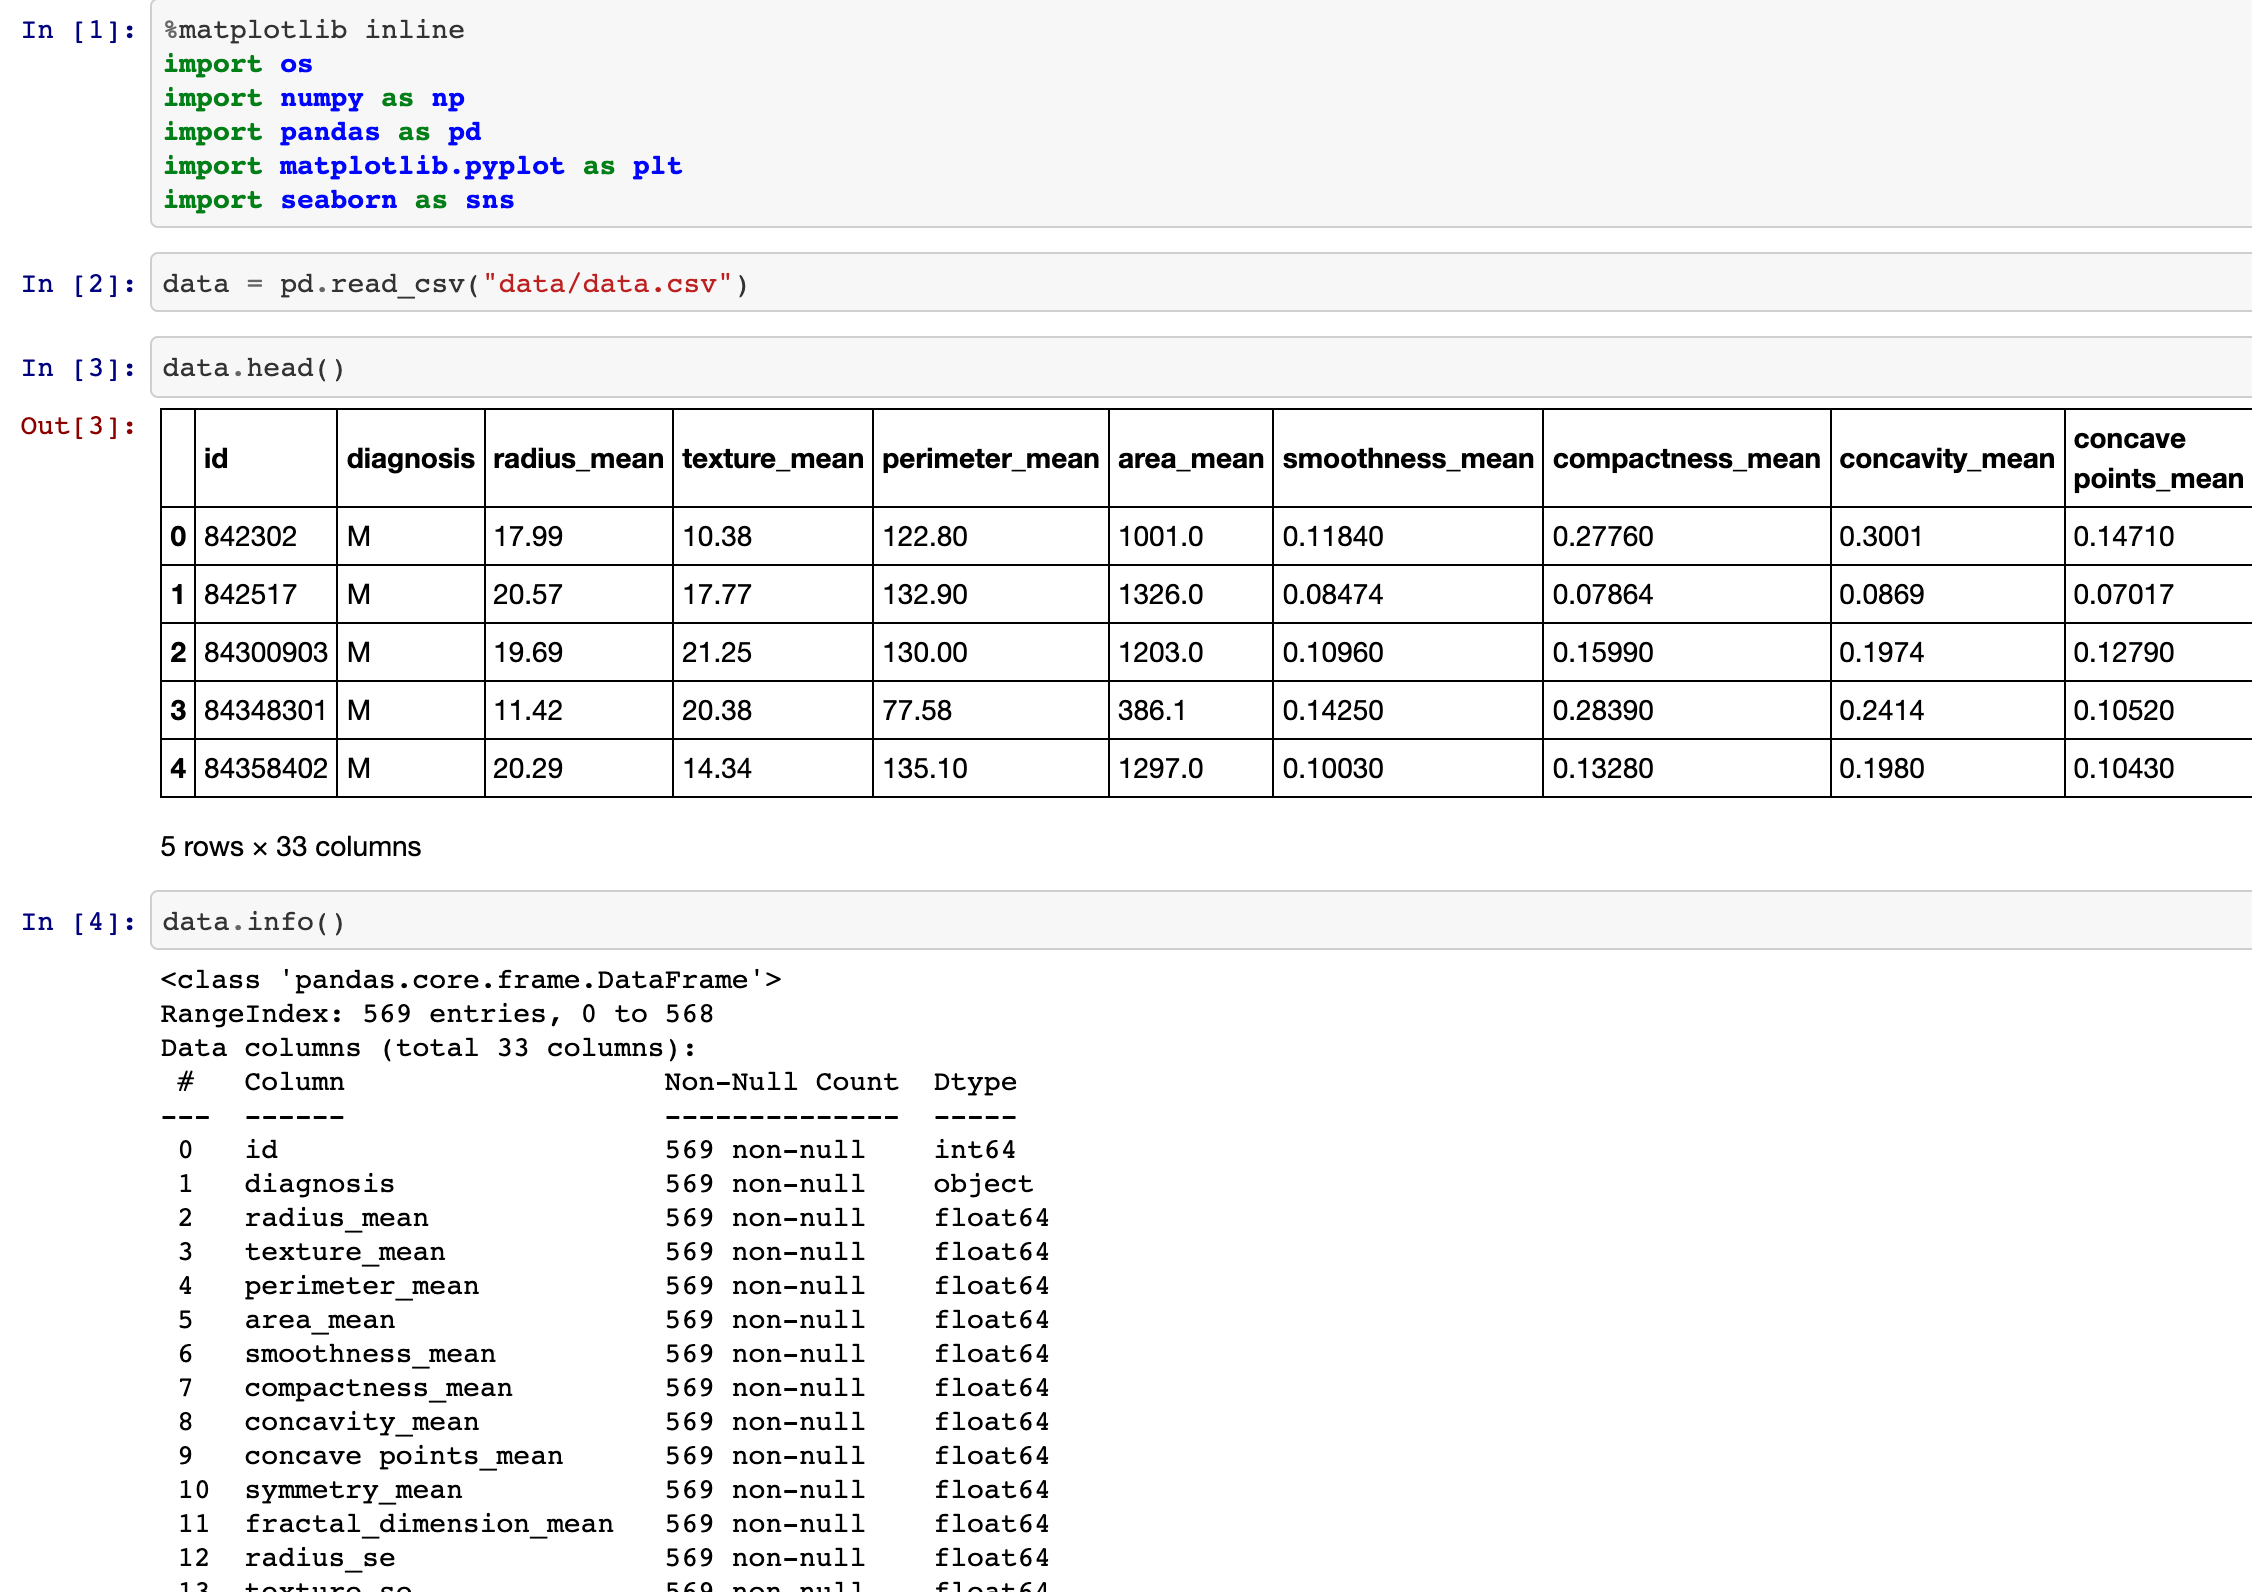 In [1]: %matplotlib inline
import os
import numpy as np
import pandas as pd
import matplotlib.pyplot as plt
import seaborn as sns
In [2]: data = pd.read_csv("data/data.csv")
In [3]: data.head()
Out[3]:
id diagnosis radius_mean texture_mean perimeter_mean area_mean smoothness_mean compactness_mean concavity_mean concave points_mean
0 842302 M 17.99 10.38 122.80 1001.0 0.11840 0.27760 0.3001 0.14710
1 842517 M 20.57 17.77 132.90 1326.0 0.08474 0.07864 0.0869 0.07017
2 84300903 M 19.69 21.25 130.00 1203.0 0.10960 0.15990 0.1974 0.12790
3 84348301 M 11.42 20.38 77.58 386.1 0.14250 0.28390 0.2414 0.10520
4 84358402 M 20.29 14.34 135.10 1297.0 0.10030 0.13280 0.1980 0.10430
5 rows × 33 columns
In [4]: data.info()
<class 'pandas.core.frame.DataFrame'>
RangeIndex: 569 entries, 0 to 568
Data columns (total 33 columns):
# Column Non-Null Count Dtype
--- ------ -------------- -----
0 id 569 non-null int64
1 diagnosis 569 non-null object
2 radius_mean 569 non-null float64
3 texture_mean 569 non-null float64
4 perimeter_mean 569 non-null float64
5 area_mean 569 non-null float64
6 smoothness_mean 569 non-null float64
7 compactness_mean 569 non-null float64
8 concavity_mean 569 non-null float64
9 concave points_mean 569 non-null float64
10 symmetry_mean 569 non-null float64
11 fractal_dimension_mean 569 non-null float64
12 radius_se 569 non-null float64
13 texture_se 569 non-null float64